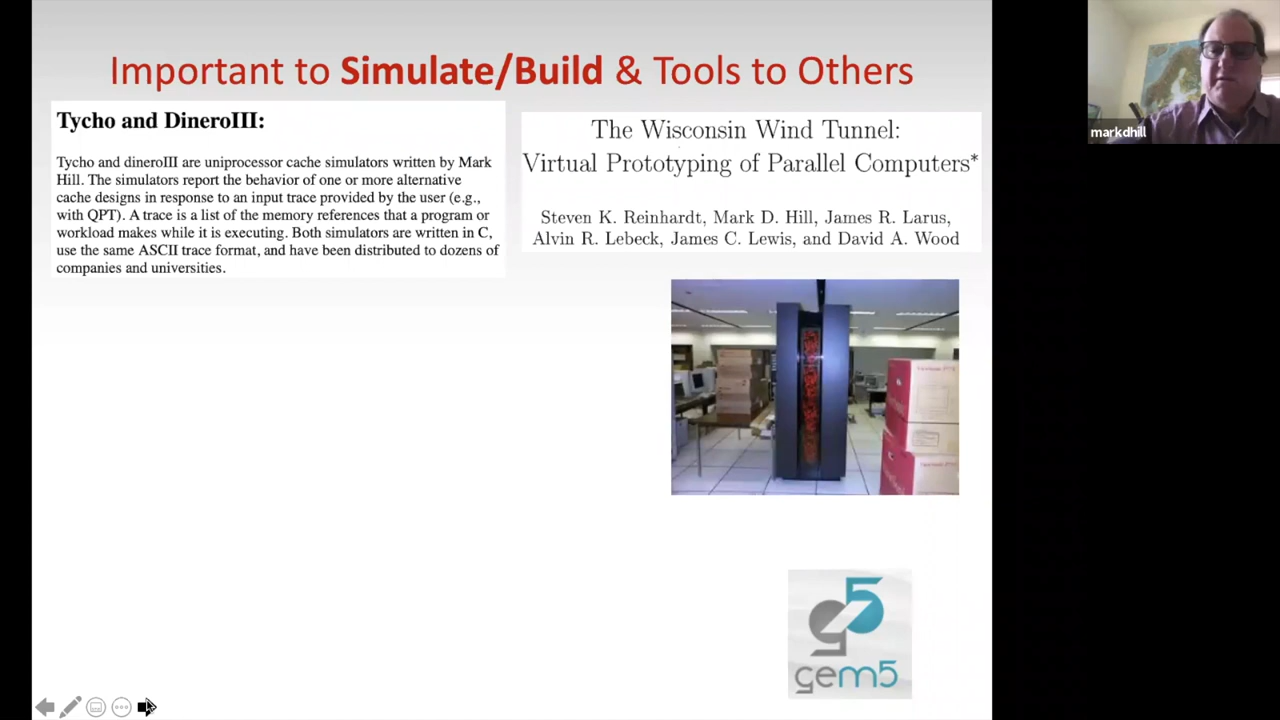 Important to Simulate/Build & Tools to Others
Tycho and DineroIII:
Tycho and dineroIII are uniprocessor cache simulators written by Mark
Hill. The simulators report the behavior of one or more alternative
cache designs in response to an input trace provided by the user (e.g.,
with QPT). A trace is a list of the memory references that a program or
workload makes while it is executing. Both simulators are written in C,
use the same ASCII trace format, and have been distributed to dozens of
companies and universities.
The Wisconsin Wind Tunnel:
Virtual Prototyping of Parallel Computers*
Steven K. Reinhardt, Mark D. Hill, James R. Larus,
Alvin R. Lebeck, James C. Lewis, and David A. Wood
g5
gem5
markdhill